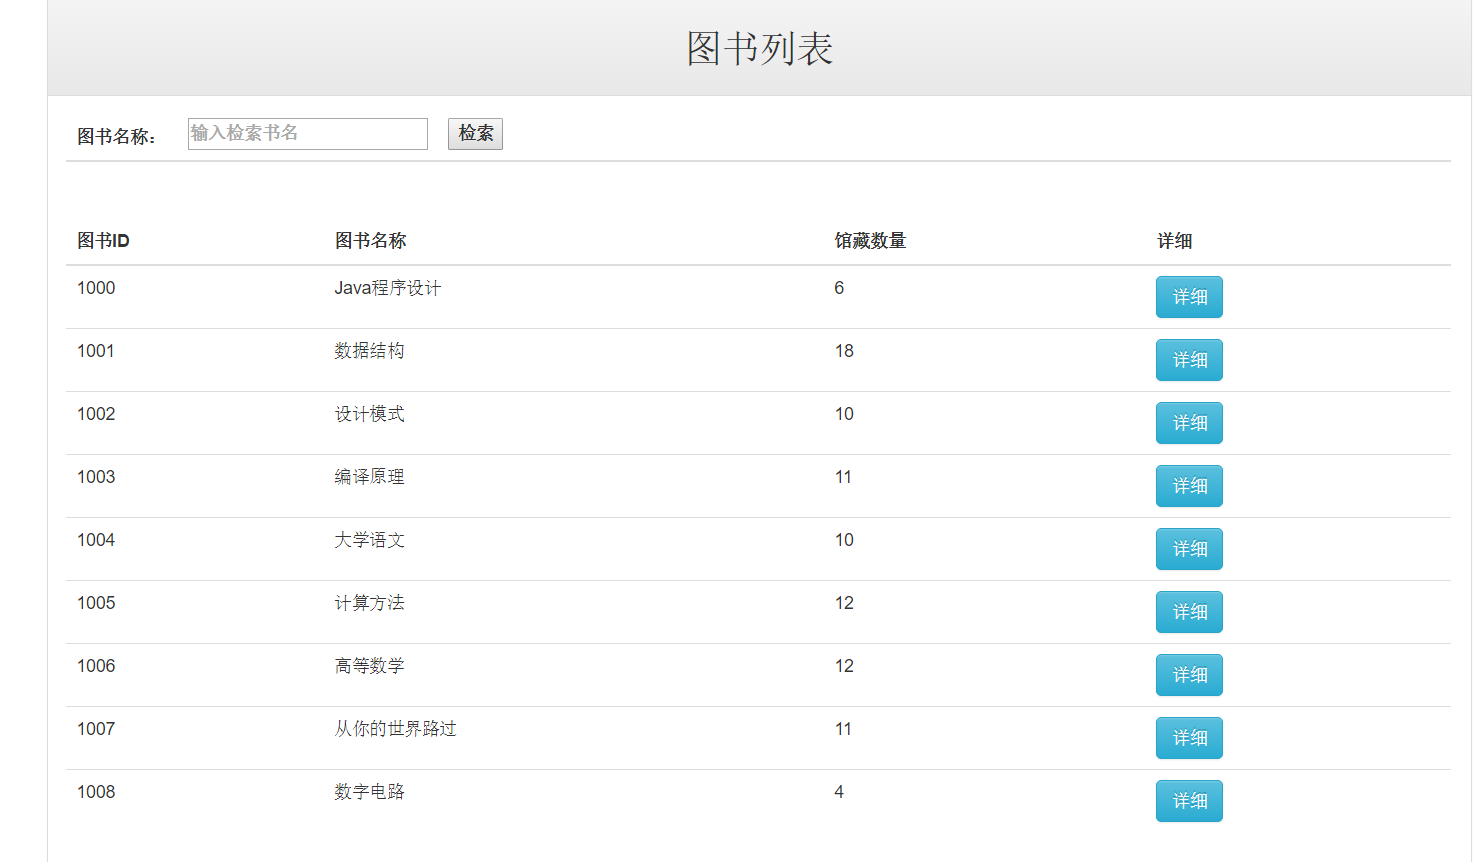 图书列表
图书名称： 输入检索书名 检索
图书ID 图书名称 馆藏数量 详细
1000 Java程序设计 6 详细
1001 数据结构 18 详细
1002 设计模式 10 详细
1003 编译原理 11 详细
1004 大学语文 10 详细
1005 计算方法 12 详细
1006 高等数学 12 详细
1007 从你的世界路过 11 详细
1008 数字电路 4 详细